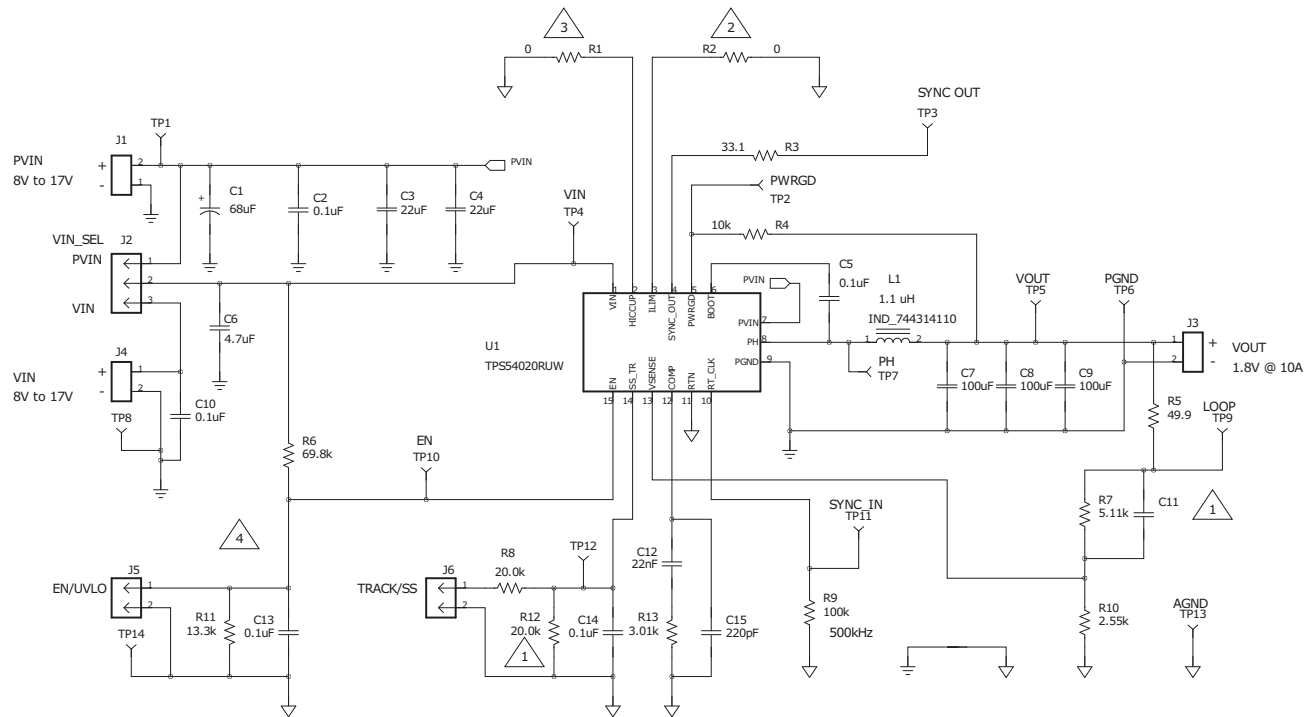 3
2
0
R1
R2
0
SYNC OUT
TP3
TP1
J1
33.1
R3
PVIN
8V to 17V
+
-
2
1
PVIN
PWRGD
TP2
C1
68uF
+
C2
0.1uF
C3
22uF
C4
22uF
VIN
TP4
10k
R4
VIN_SEL
J2
PVIN
1
2
3
VIN
C5
0.1uF
PVIN
L1
1.1 uH
IND_744314110
VOUT
TP5
PGND
TP6
1
2
3
4
5
6
VIN
HICCUP
ILIM
SYNC_OUT
PWRGD
BOOT
PVIN
7
PH
8
PGND
9
1
2
J3
1
2
+
-
VOUT
1.8V @ 10A
C6
4.7uF
U1
TPS54020RUW
PH
TP7
J4
VIN
8V to 17V
+
-
1
2
C7
100uF
C8
100uF
C9
100uF
EN
SS_TR
VSENSE
COMP
RTN
RT_CLK
15
14
13
12
11
10
TP8
C10
0.1uF
R5
49.9
LOOP
TP9
R6
69.8k
EN
TP10
SYNC_IN
TP11
R7
5.11k
C11
1
4
J5
EN/UVLO
1
2
R11
13.3k
C13
0.1uF
TP14
J6
TRACK/SS
1
2
R8
20.0k
TP12
R12
20.0k
1
C14
0.1uF
C12
22nF
R13
3.01k
C15
220pF
R9
100k
500kHz
R10
2.55k
AGND
TP13